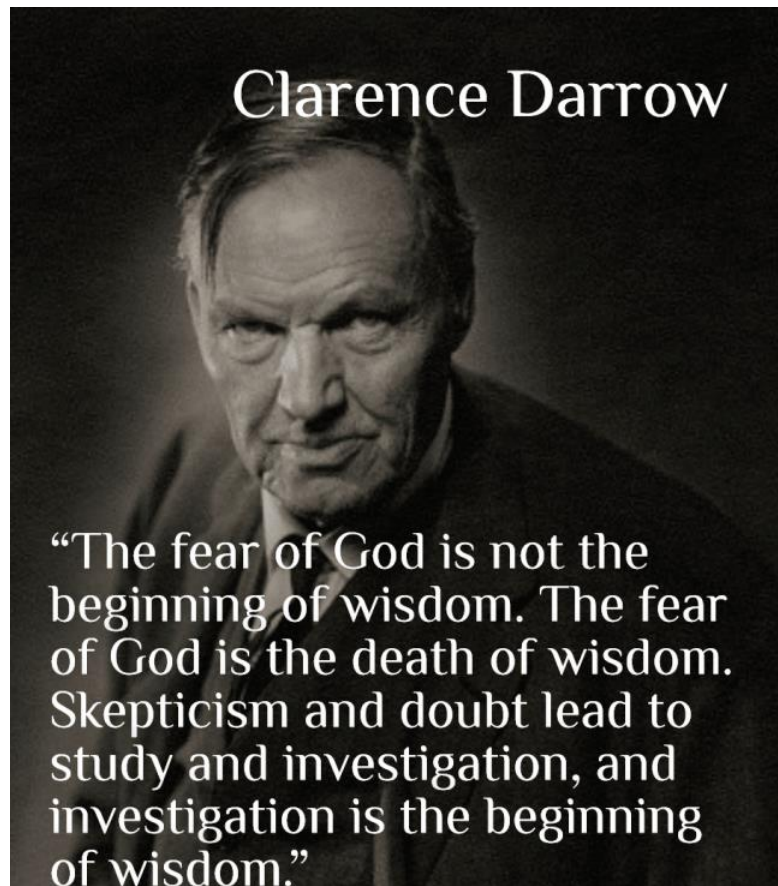 Clarence Darrow
“The fear of God is not the
beginning of wisdom. The fear
of God is the death of wisdom.
Skepticism and doubt lead to
study and investigation, and
investigation is the beginning
of wisdom.”